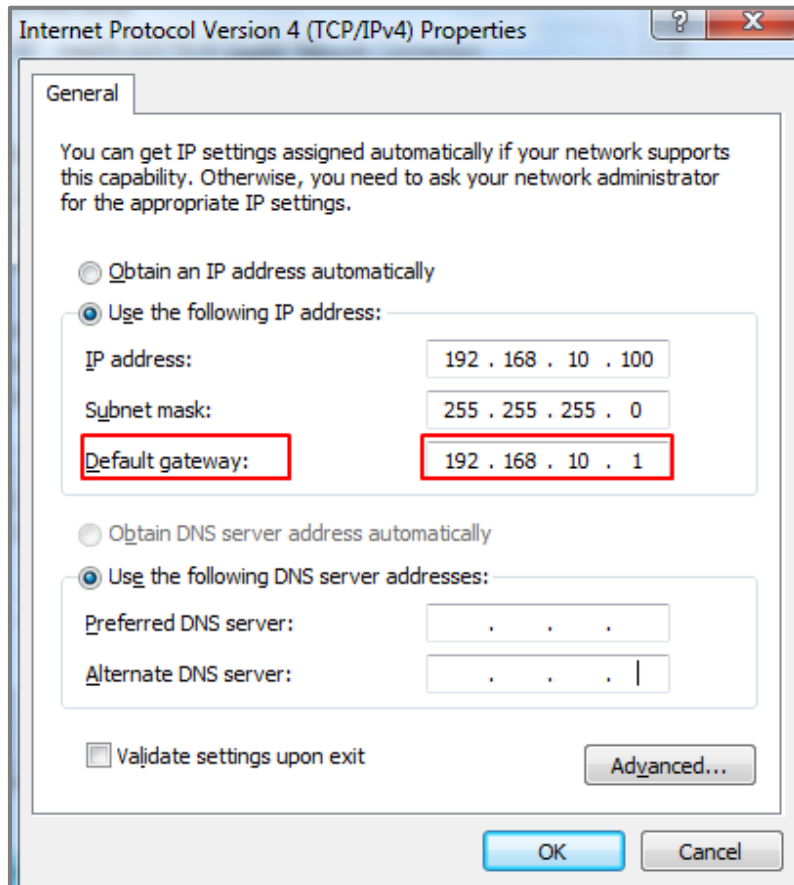 Internet Protocol Version 4 (TCP/IPv4) Properties
?
X
General
You can get IP settings assigned automatically if your network supports
this capability. Otherwise, you need to ask your network administrator
for the appropriate IP settings.
Obtain an IP address automatically
Use the following IP address:
IP address: 192 . 168 . 10 . 100
Subnet mask: 255 . 255 . 255 . 0
Default gateway: 192 . 168 . 10 . 1
Obtain DNS server address automatically
Use the following DNS server addresses:
Preferred DNS server: . . .
Alternate DNS server: . . .
Validate settings upon exit
Advanced...
OK Cancel